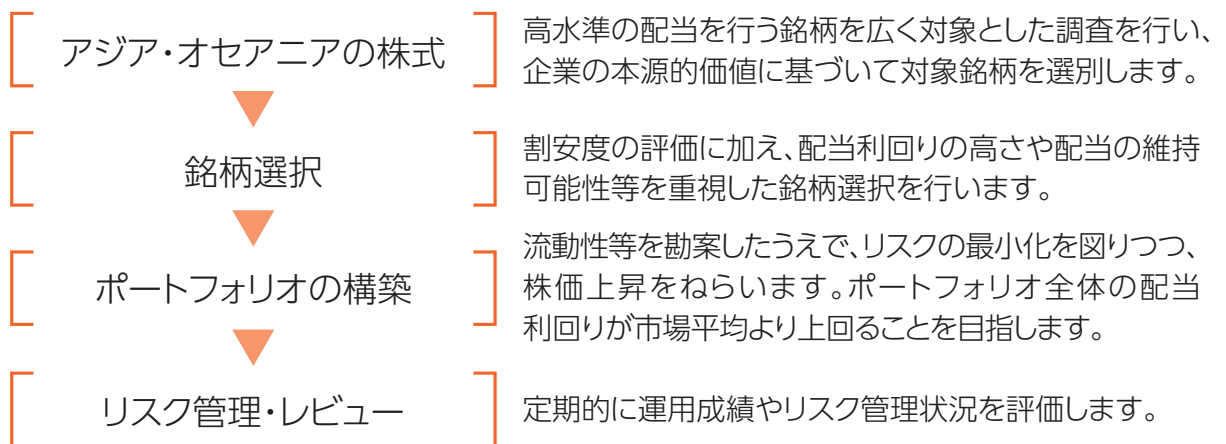 アジア・オセアニアの株式
高水準の配当を行う銘柄を広く対象とした調査を行い、
企業の本源的価値に基づいて対象銘柄を選別します。
銘柄選択
割安度の評価に加え、配当利回りの高さや配当の維持
可能性等を重視した銘柄選択を行います。
ポートフォリオの構築
流動性等を勘案したうえで、リスクの最小化を図りつつ、
株価上昇をねらいます。ポートフォリオ全体の配当
利回りが市場平均より上回ることを目指します。
リスク管理・レビュー
定期的に運用成績やリスク管理状況を評価します。